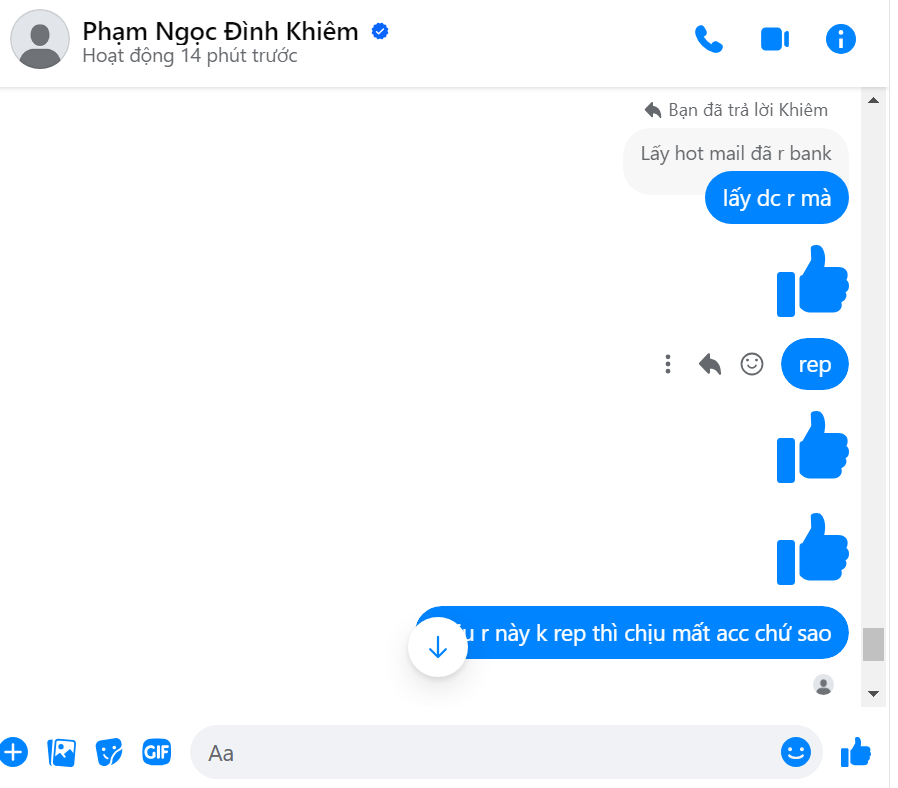 Phạm Ngọc Đình Khiêm
Hoạt động 14 phút trước
Bạn đã trả lời Khiêm
Lấy hot mail đã r bank
lấy dc r mà
rep
r này k rep thì chịu mất acc chứ sao
GIF
Aa